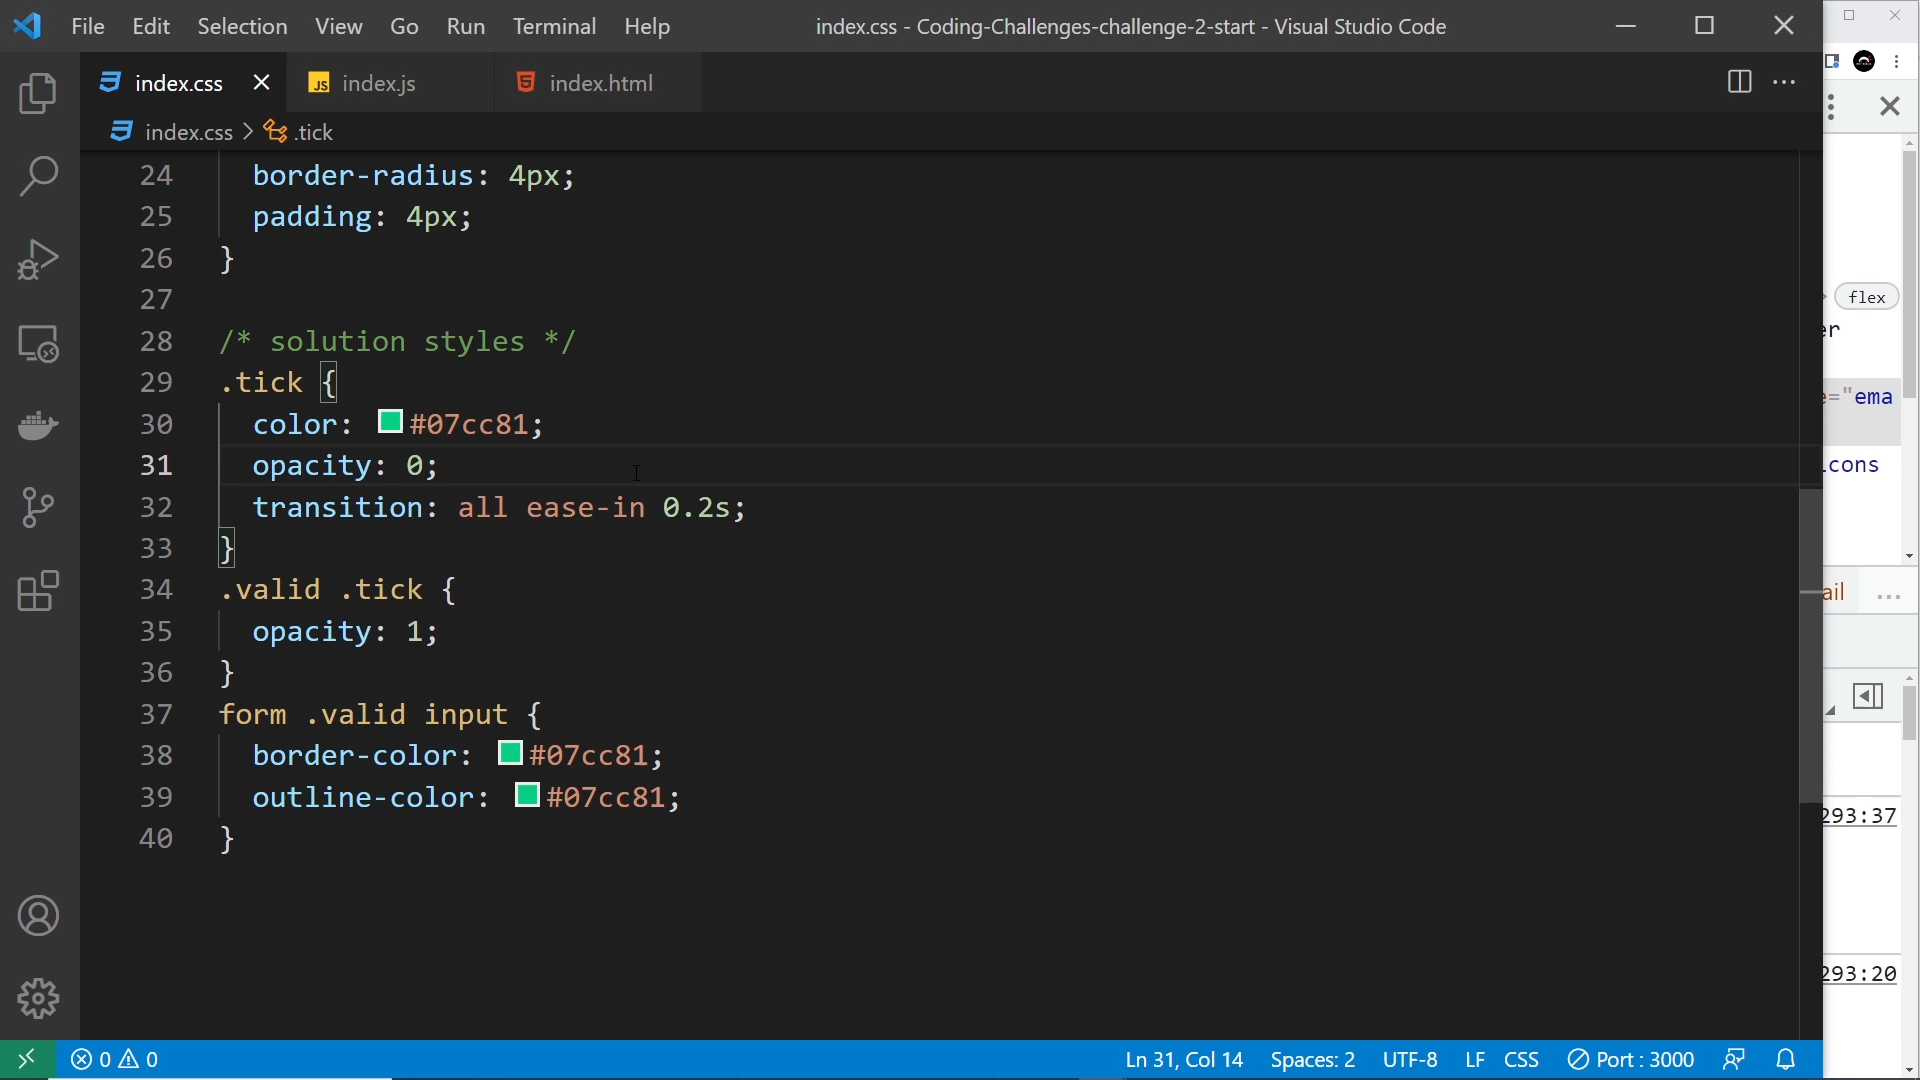 File Edit Selection View Go Run Terminal Help index.css - Coding-Challenges-challenge-2-start - Visual Studio Code
index.css JS index.js index.html
index.css > .tick
24 border-radius: 4px;
25 padding: 4px;
26 }
27
28 /* solution styles */
29 .tick {
30 color: #07cc81;
31 opacity: 0;
32 transition: all ease-in 0.2s;
33 }
34 .valid .tick {
35 opacity: 1;
36 }
37 form .valid input {
38 border-color: #07cc81;
39 outline-color: #07cc81;
40 }
flex
er
e="ema
icons
ail ...
293:37
293:20
0 0 Ln 31, Col 14 Spaces: 2 UTF-8 LF CSS Port : 3000